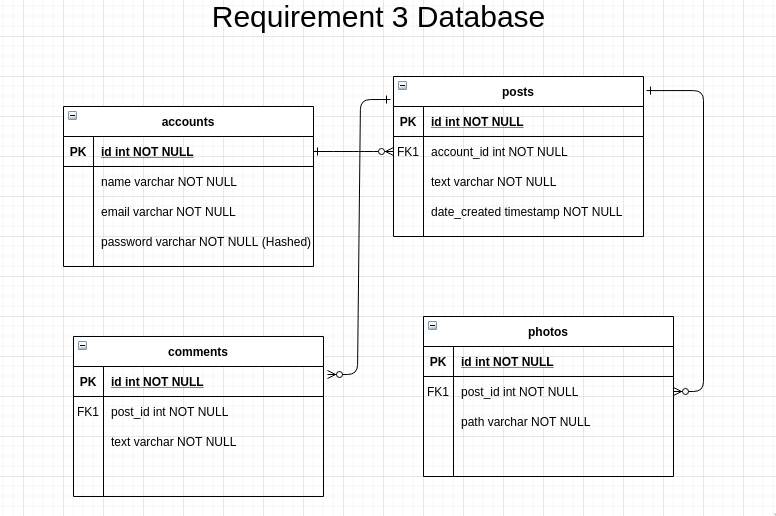 Requirement 3 Database
accounts
PK id int NOT NULL
name varchar NOT NULL
email varchar NOT NULL
password varchar NOT NULL (Hashed)
posts
PK id int NOT NULL
FK1 account_id int NOT NULL
text varchar NOT NULL
date_created timestamp NOT NULL
comments
PK id int NOT NULL
FK1 post_id int NOT NULL
text varchar NOT NULL
photos
PK id int NOT NULL
FK1 post_id int NOT NULL
path varchar NOT NULL